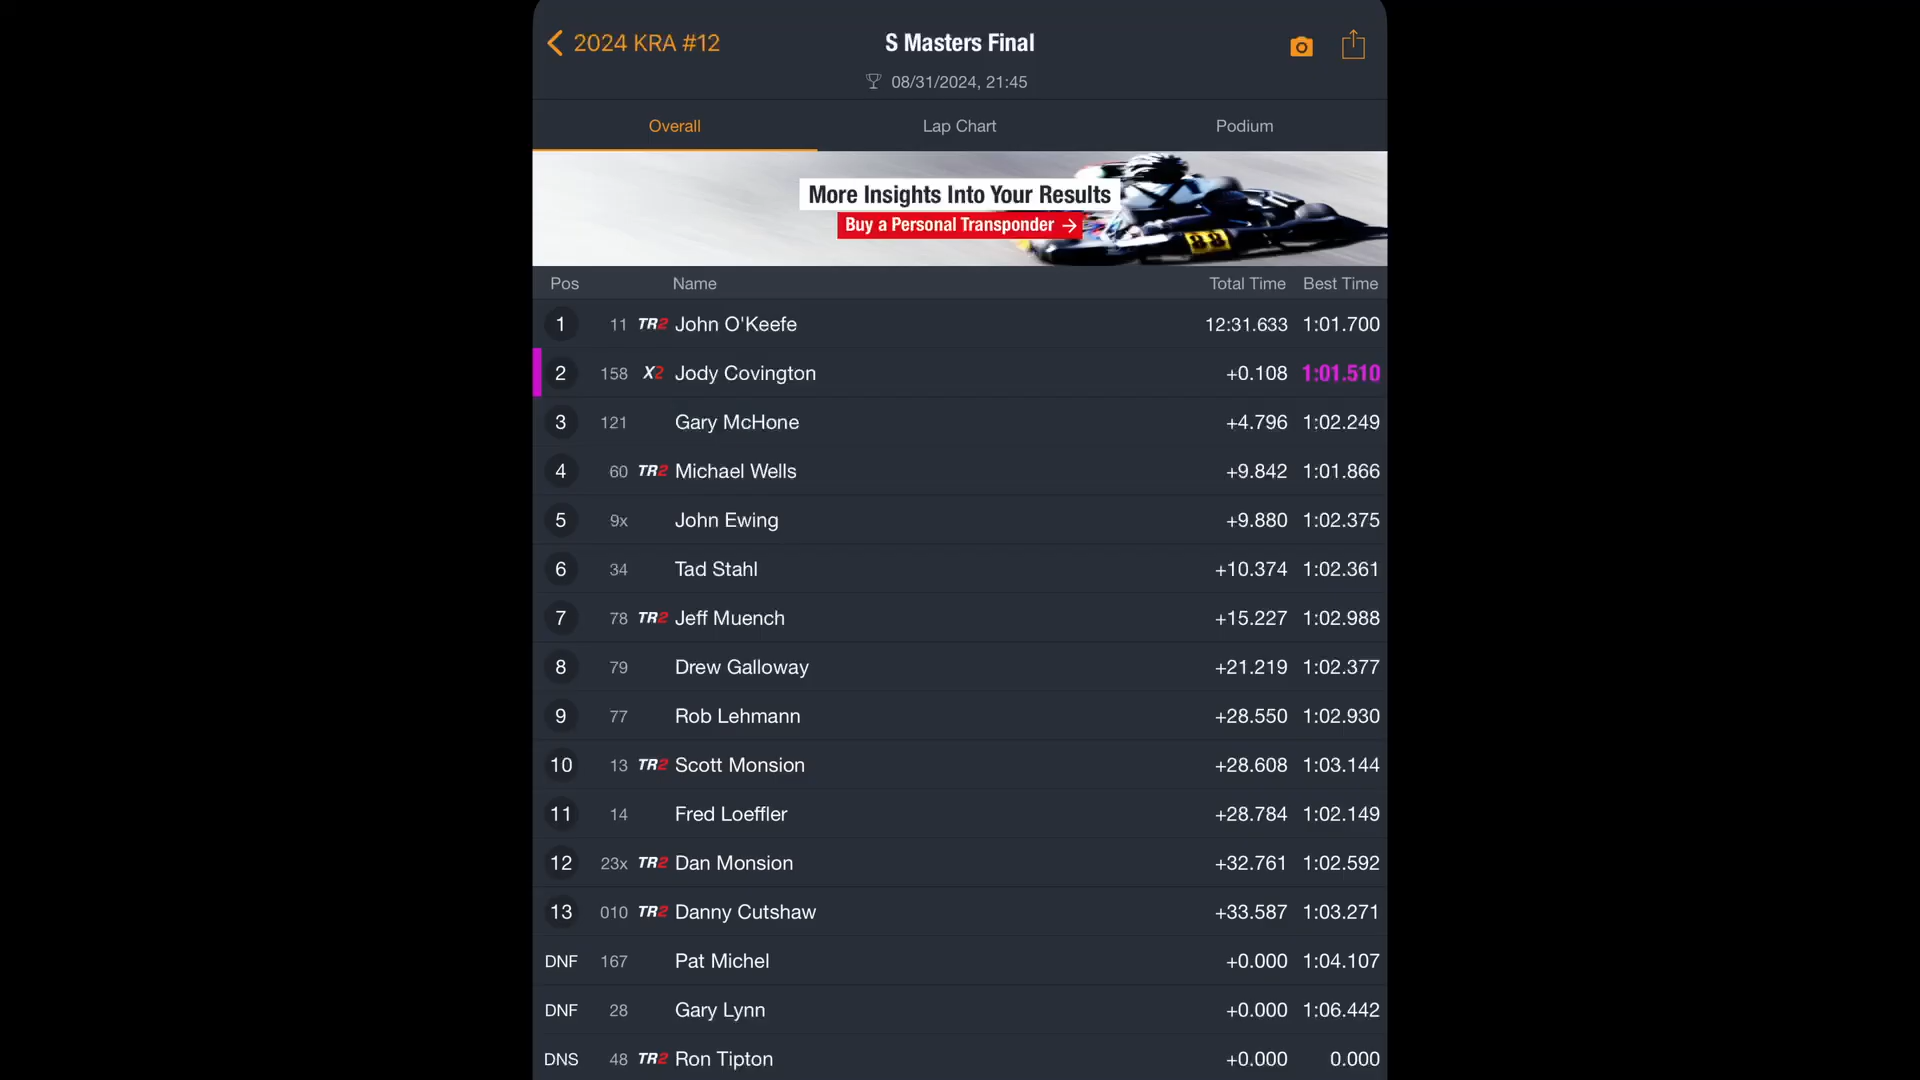 2024 KRA #12
S Masters Final
08/31/2024, 21:45
Overall Lap Chart Podium
More Insights Into Your Results
Buy a Personal Transponder →
88
Pos Name Total Time Best Time
1 11 TR2 John O'Keefe 12:31.633 1:01.700
2 158 X2 Jody Covington +0.108 1:01.510
3 121 Gary McHone +4.796 1:02.249
4 60 TR2 Michael Wells +9.842 1:01.866
5 9x John Ewing +9.880 1:02.375
6 34 Tad Stahl +10.374 1:02.361
7 78 TR2 Jeff Muench +15.227 1:02.988
8 79 Drew Galloway +21.219 1:02.377
9 77 Rob Lehmann +28.550 1:02.930
10 13 TR2 Scott Monsion +28.608 1:03.144
11 14 Fred Loeffler +28.784 1:02.149
12 23x TR2 Dan Monsion +32.761 1:02.592
13 010 TR2 Danny Cutshaw +33.587 1:03.271
DNF 167 Pat Michel +0.000 1:04.107
DNF 28 Gary Lynn +0.000 1:06.442
DNS 48 TR2 Ron Tipton +0.000 0.000